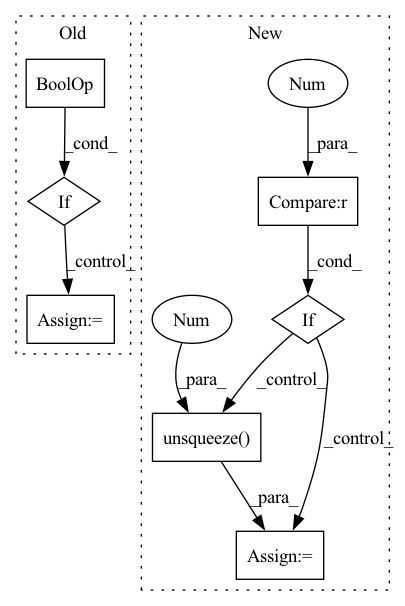 Old
New
BoolOp
_cond_
If
_control_
Assign:=
Num
_para_
Compare:r
_cond_
Num
If
_para_
_control_
_control_
unsqueeze()
_para_
Assign:=